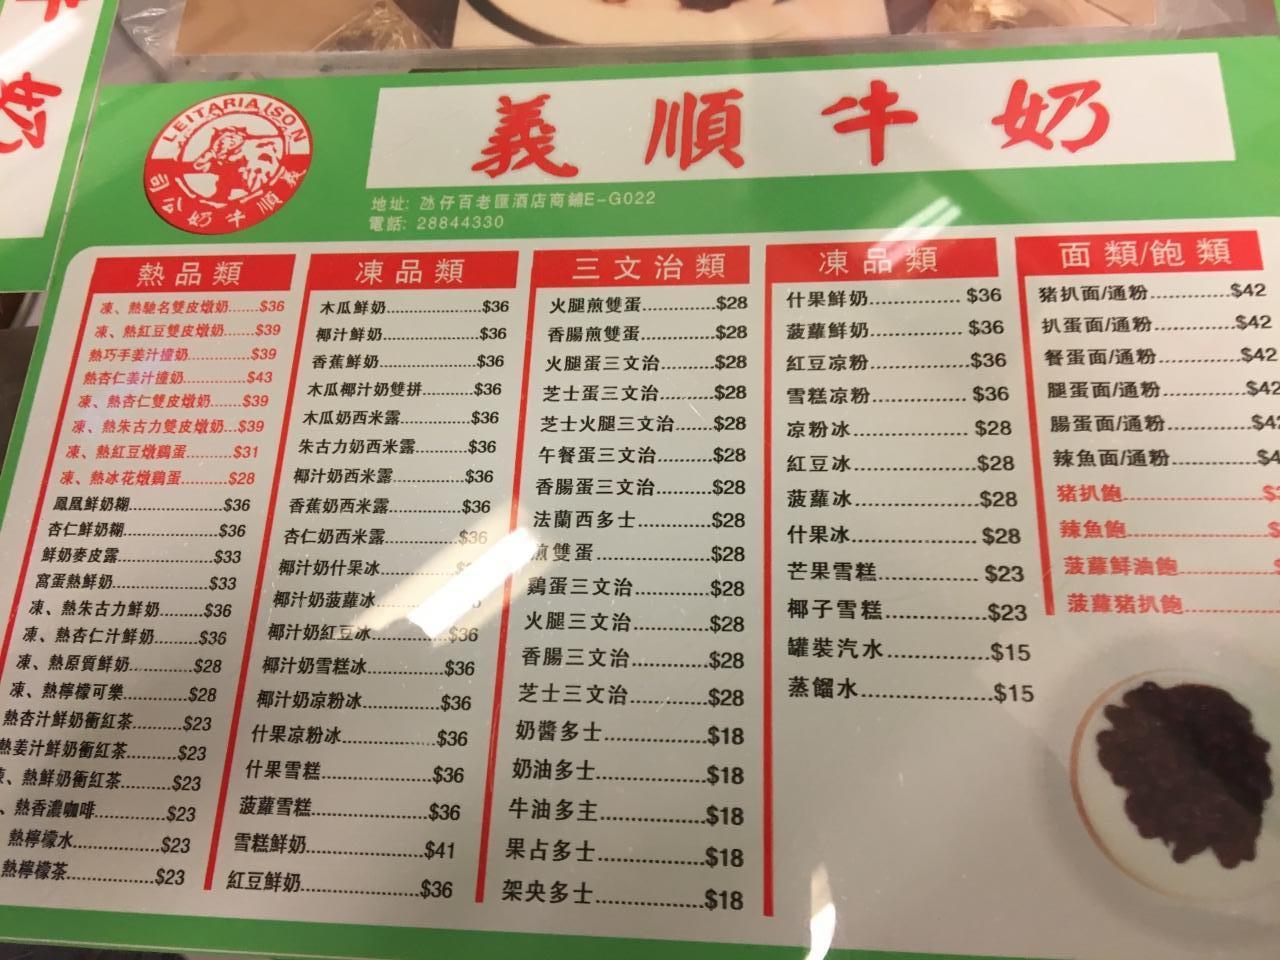 LEITARIA ISON
義順牛奶公司
義順牛奶
地址: 氹仔百老匯酒店商鋪E-G022
電話: 28844330
熱品類
凍、熱馳名雙皮燉奶.......$36
凍、熱紅豆雙皮燉奶.......$39
熱巧手姜汁撞奶...............$39
熱杏仁姜汁撞奶...............$43
凍、熱杏仁雙皮燉奶.......$39
凍、熱朱古力雙皮燉奶...$39
凍、熱紅豆燉鷄蛋...........$31
凍、熱冰花燉鷄蛋...........$28
鳳凰鮮奶糊.......................$36
杏仁鮮奶糊.......................$36
鮮奶麥皮露.......................$33
窩蛋熱鮮奶.......................$33
凍、熱朱古力鮮奶...........$36
凍、熱杏仁汁鮮奶...........$36
凍、熱原質鮮奶...............$28
凍、熱檸檬可樂...............$28
熱杏汁鮮奶衝紅茶...........$23
熱姜汁鮮奶衝紅茶...........$23
、熱鮮奶衝紅茶...............$23
、熱香濃咖啡...................$23
熱檸檬水...........................$23
熱檸檬茶...........................$23
凍品類
木瓜鮮奶.......................$36
椰汁鮮奶.......................$36
香蕉鮮奶.......................$36
木瓜椰汁奶雙拼...........$36
木瓜奶西米露...............$36
朱古力奶西米露...........$36
椰汁奶西米露...............$36
香蕉奶西米露...............$36
杏仁奶西米露...............$36
椰汁奶什果冰...............
椰汁奶菠蘿冰...............
椰汁奶紅豆冰...............$36
椰汁奶雪糕冰...............$36
椰汁奶凉粉冰...............$36
什果凉粉冰...................$36
什果雪糕.......................$36
菠蘿雪糕.......................$36
雪糕鮮奶.......................$41
紅豆鮮奶.......................$36
三文治類
火腿煎雙蛋...............$28
香腸煎雙蛋...............$28
火腿蛋三文治...........$28
芝士蛋三文治...........$28
芝士火腿三文治.......$28
午餐蛋三文治...........$28
香腸蛋三文治...........$28
法蘭西多士...............$28
煎雙蛋.......................$28
鷄蛋三文治...............$28
火腿三文治...............$28
香腸三文治...............$28
芝士三文治...............$28
奶醬多士...................$18
奶油多士...................$18
牛油多主...................$18
果占多士...................$18
架央多士...................$18
凍品類
什果鮮奶...............$36
菠蘿鮮奶...............$36
紅豆凉粉...............$36
雪糕凉粉...............$36
凉粉冰...................$28
紅豆冰...................$28
菠蘿冰...................$28
什果冰...................$28
芒果雪糕...............$23
椰子雪糕...............$23
罐裝汽水...............$15
蒸餾水...................$15
面類/飽類
猪扒面/通粉............$42
扒蛋面/通粉............$42
餐蛋面/通粉............$42
腿蛋面/通粉............$42
腸蛋面/通粉............$42
辣魚面/通粉............$4
猪扒飽....................$
辣魚飽....................$
菠蘿鮮油飽
菠蘿猪扒飽